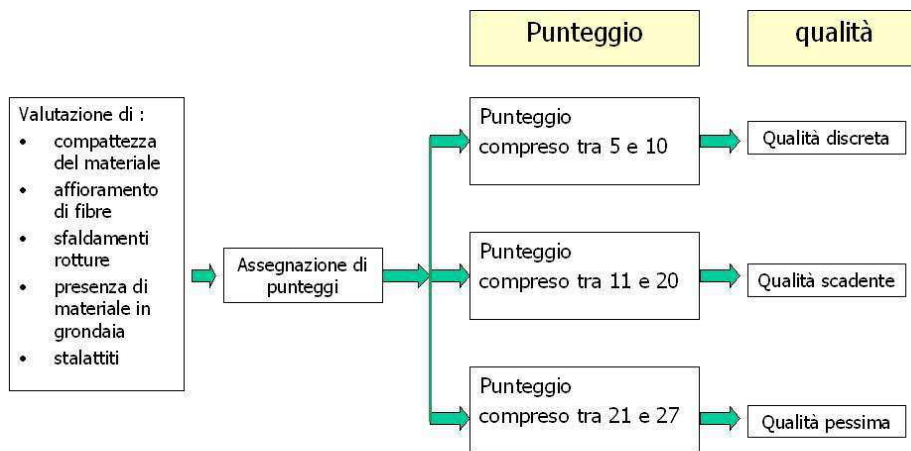 Punteggio
qualità
Valutazione di :
• compattezza
del materiale
• affioramento
di fibre
• sfaldamenti
rotture
• presenza di
materiale in
grondaia
• stalattiti
Assegnazione di
punteggi
Punteggio
compreso tra 5 e 10
Qualità discreta
Punteggio
compreso tra 11 e 20
Qualità scadente
Punteggio
compreso tra 21 e 27
Qualità pessima